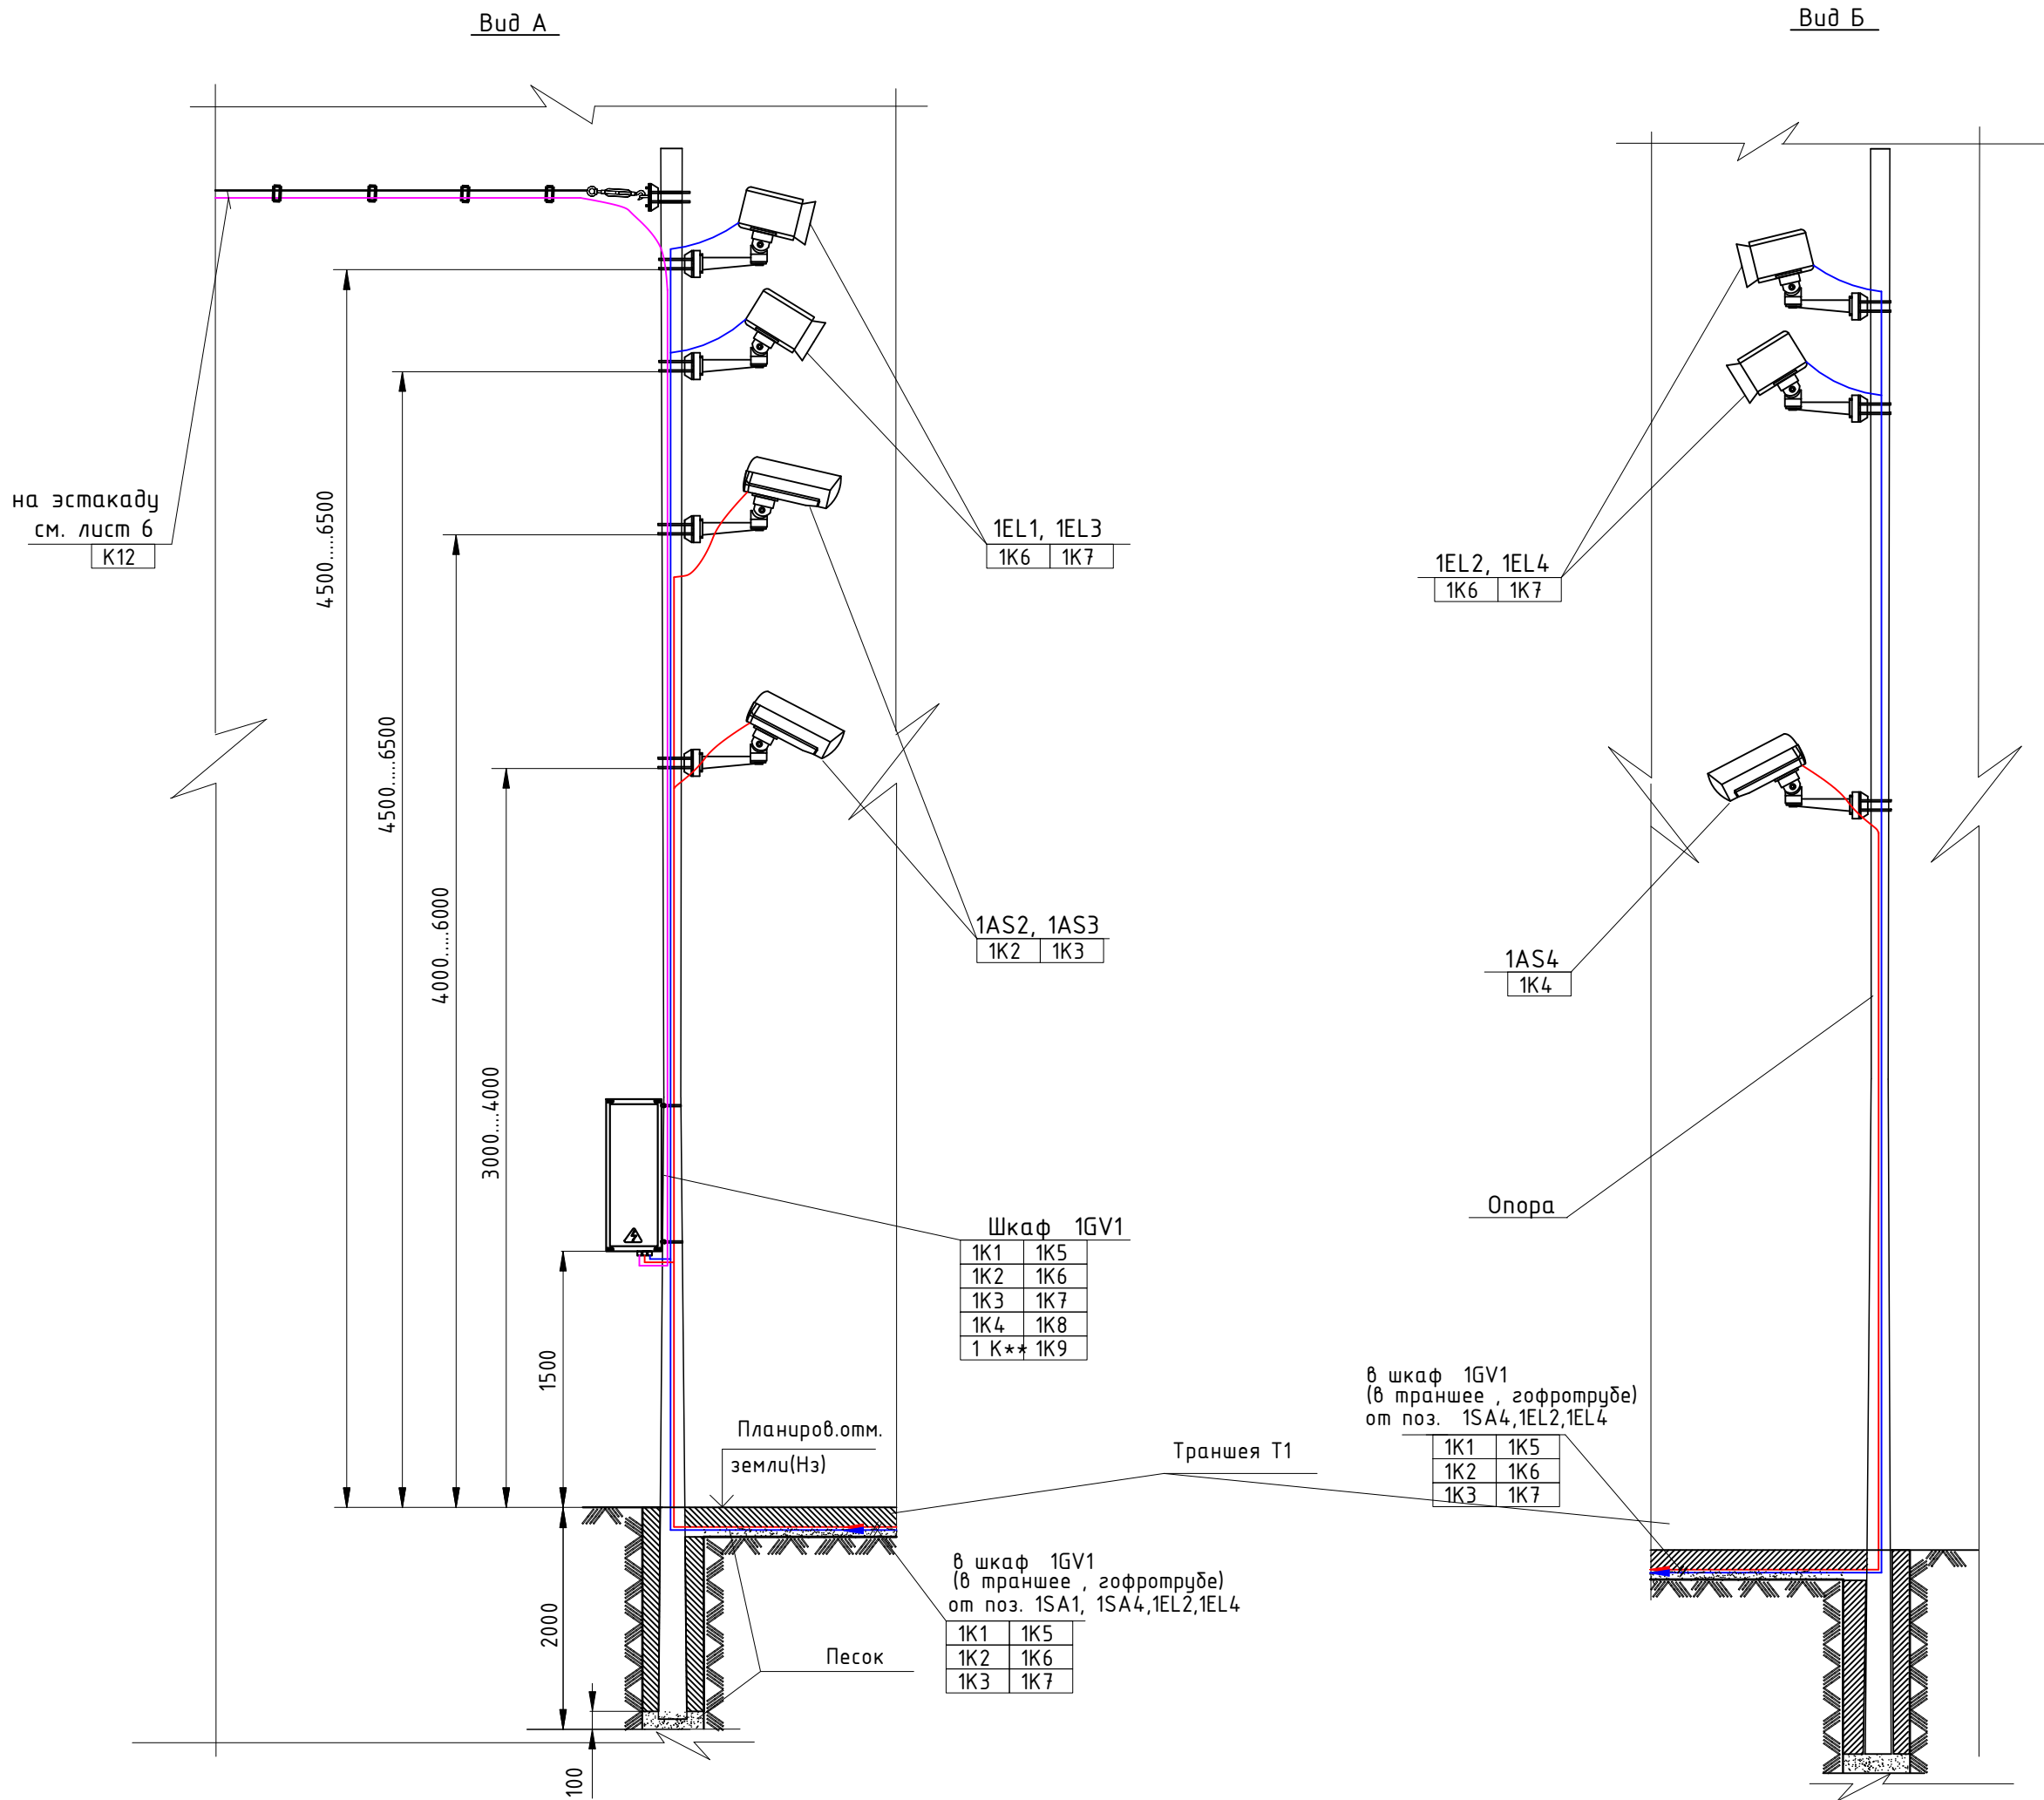 Вид А
Вид Б
на эстакаду
см. лист 6
К12
4500.....6500
4500.....6500
4000.....6000
3000....4000
1500
2000
100
1EL1, 1EL3
1К6 1К7
1AS2, 1AS3
1К2 1К3
Шкаф 1GV1
1К1 1К5
1К2 1К6
1К3 1К7
1К4 1К8
1 К** 1К9
Планиров.отм.
земли(Нз)
Траншея Т1
в шкаф 1GV1
(в траншее , гофротрубе)
от поз. 1SA1, 1SA4,1EL2,1EL4
1К1 1К5
1К2 1К6
1К3 1К7
Песок
1EL2, 1EL4
1К6 1К7
1AS4
1К4
Опора
в шкаф 1GV1
(в траншее , гофротрубе)
от поз. 1SA4,1EL2,1EL4
1К1 1К5
1К2 1К6
1К3 1К7